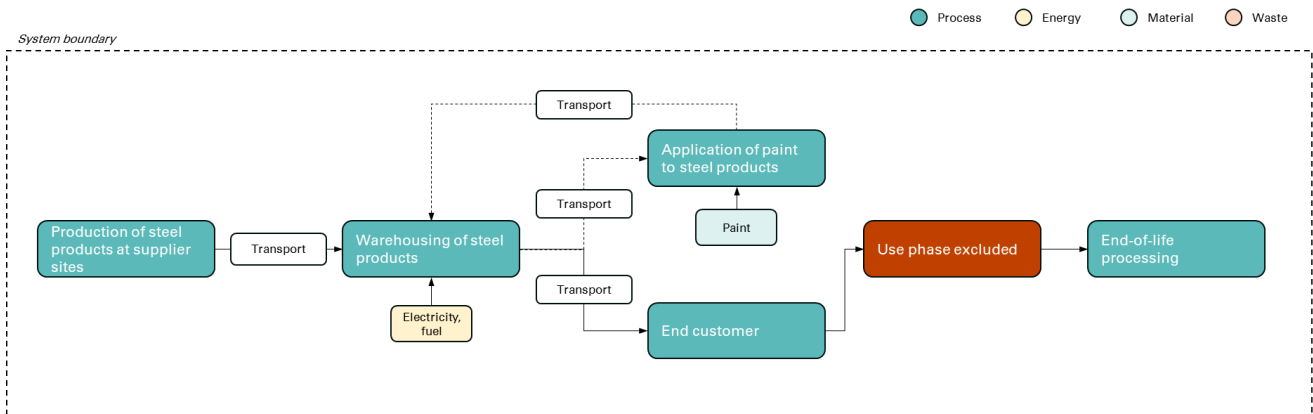 Process
Energy
Material
Waste
System boundary
Transport
Application of paint
to steel products
Transport
Paint
Production of steel
products at supplier
sites
Transport
Warehousing of steel
products
Use phase excluded
End-of-life
processing
Transport
Electricity,
fuel
End customer